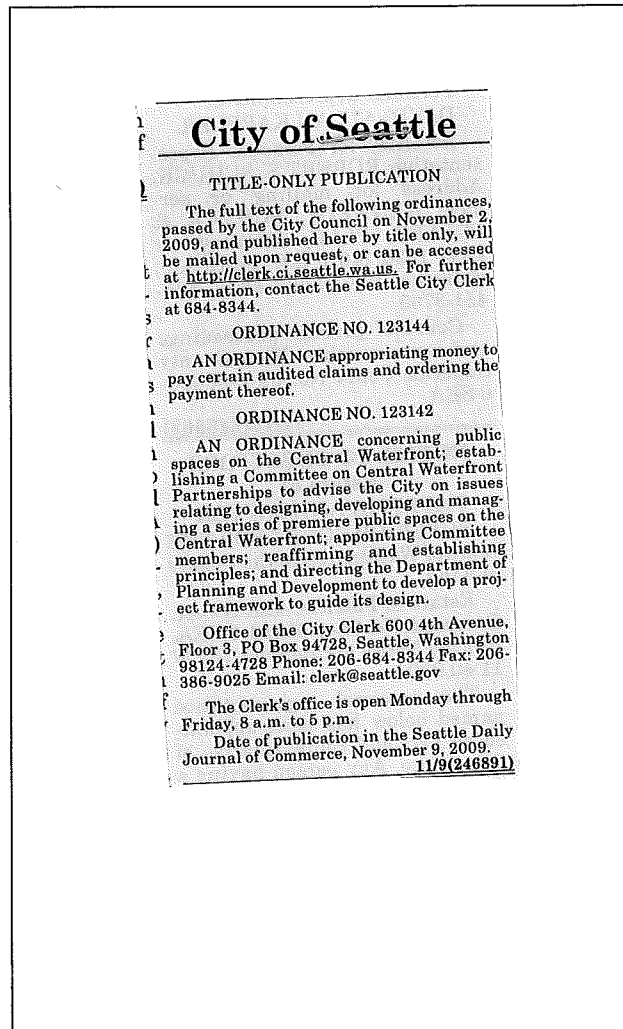 City of Seattle
TITLE-ONLY PUBLICATION
The full text of the following ordinances,
passed by the City Council on November 2,
2009, and published here by title only, will
be mailed upon request, or can be accessed
at http://clerk.ci.seattle.wa.us. For further
information, contact the Seattle City Clerk
at 684-8344.
ORDINANCE NO. 123144
AN ORDINANCE appropriating money to
pay certain audited claims and ordering the
payment thereof.
ORDINANCE NO. 123142
AN ORDINANCE concerning public
spaces on the Central Waterfront; estab-
lishing a Committee on Central Waterfront
Partnerships to advise the City on issues
relating to designing, developing and manag-
ing a series of premiere public spaces on the
Central Waterfront; appointing Committee
members; reaffirming and establishing
principles; and directing the Department of
Planning and Development to develop a proj-
ect framework to guide its design.
Office of the City Clerk 600 4th Avenue,
Floor 3, PO Box 94728, Seattle, Washington
98124-4728 Phone: 206-684-8344 Fax: 206-
386-9025 Email: clerk@seattle.gov
The Clerk's office is open Monday through
Friday, 8 a.m. to 5 p.m.
Date of publication in the Seattle Daily
Journal of Commerce, November 9, 2009.
11/9(246891)